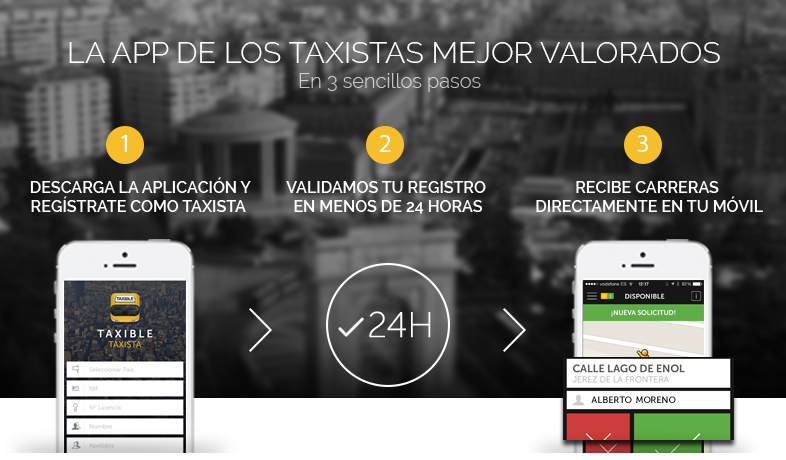 LA APP DE LOS TAXISTAS MEJOR VALORADOS
En 3 sencillos pasos
1
DESCARGA LA APLICACIÓN Y
REGÍSTRATE COMO TAXISTA
2
VALIDAMOS TU REGISTRO
EN MENOS DE 24 HORAS
3
RECIBE CARRERAS
DIRECTAMENTE EN TU MÓVIL
TAXIBLE
TAXIBLE
TAXISTA
Seleccionar País
NIF
Nº Licencia
Nombre
Apellidos
24H
vodafone ES 12:17 92%
DISPONIBLE
¡NUEVA SOLICITUD!
CALLE LAGO DE ENOL
JEREZ DE LA FRONTERA
ALBERTO MORENO